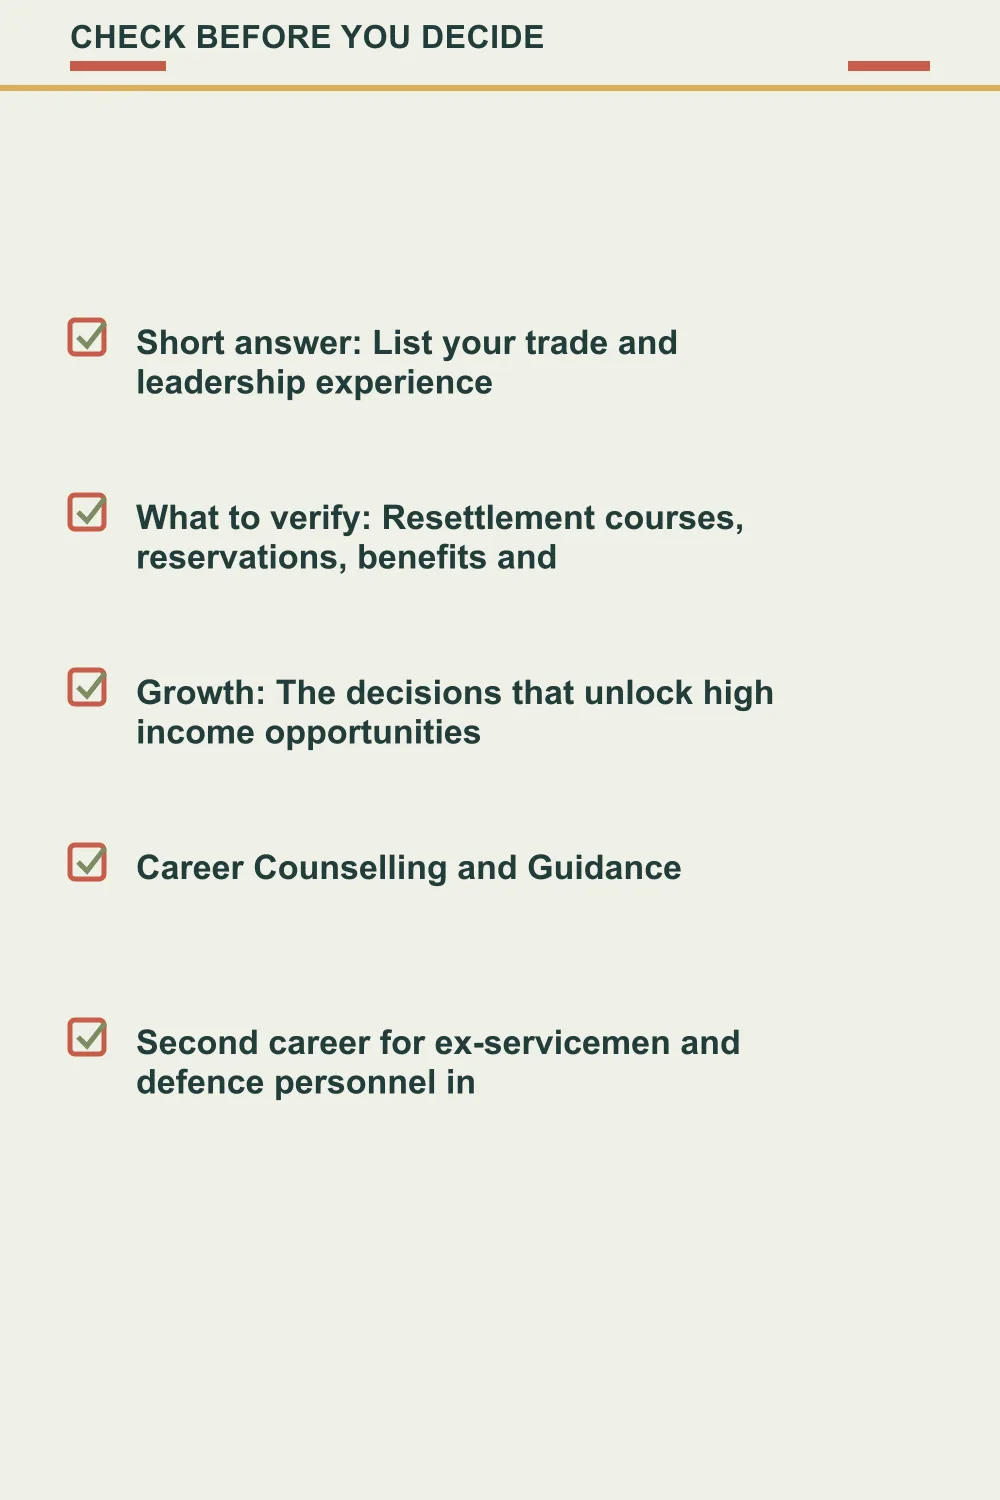 CHECK BEFORE YOU DECIDE
Short answer: List your trade and
leadership experience
What to verify: Resettlement courses,
reservations, benefits and
Growth: The decisions that unlock high
income opportunities
Career Counselling and Guidance
Second career for ex-servicemen and
defence personnel in